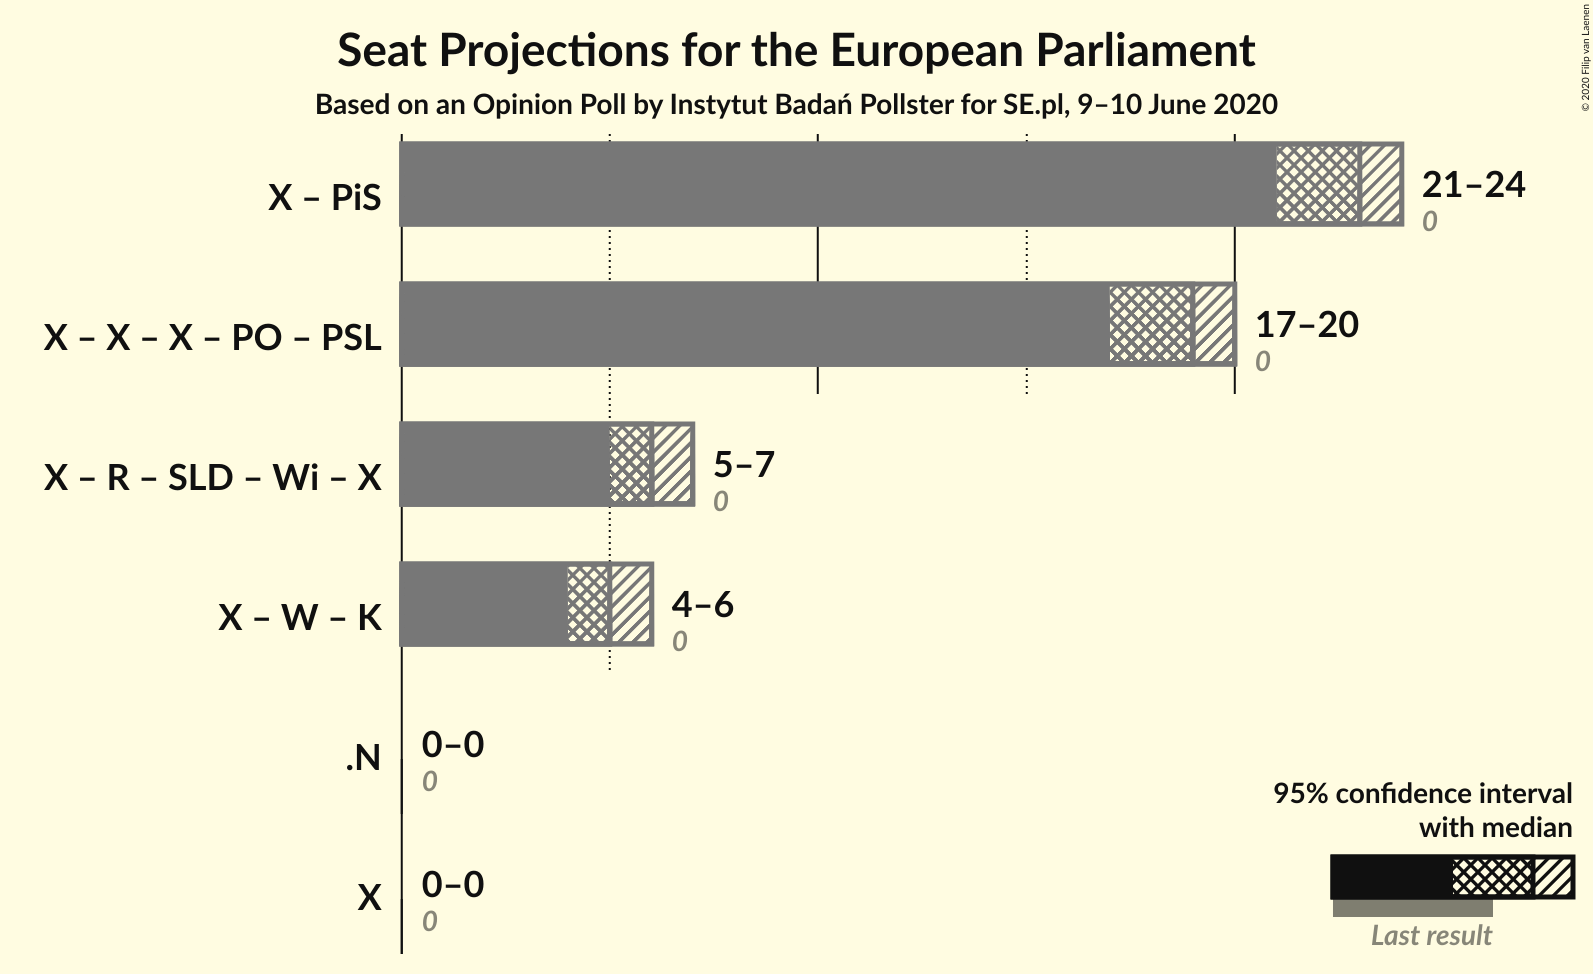 Seat Projections for the European Parliament
Based on an Opinion Poll by Instytut Badań Pollster for SE.pl, 9–10 June 2020
© 2020 Filip van Laenen
X – PiS
21–24
0
X – X – X – PO – PSL
17–20
0
X – R – SLD – Wi – X
5–7
0
X – W – K
4–6
0
.N
0–0
0
X
0–0
0
95% confidence interval
with median
Last result